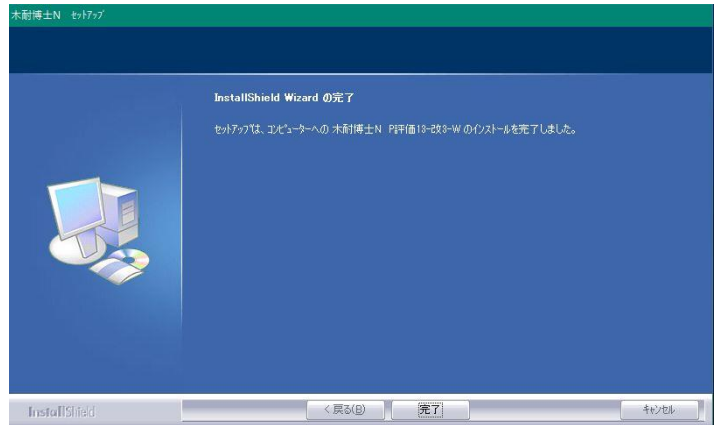 木耐博士N ｾｯﾄｱｯﾌﾟ
InstallShield Wizard の完了
ｾｯﾄｱｯﾌﾟは、ｺﾝﾋﾟｭｰﾀｰへの 木耐博士N P評価13-改3-W のｲﾝｽﾄｰﾙを完了しました。
InstallShield
< 戻る(B)
完了
ｷｬﾝｾﾙ